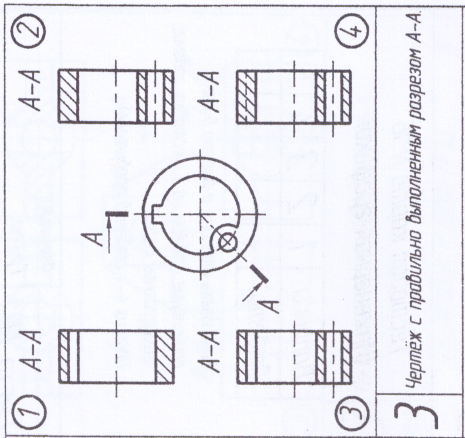 1
2
А-А
А-А
А
А
А-А
А-А
3
4
3
Чертёж с правильно выполненным разрезом А-А.